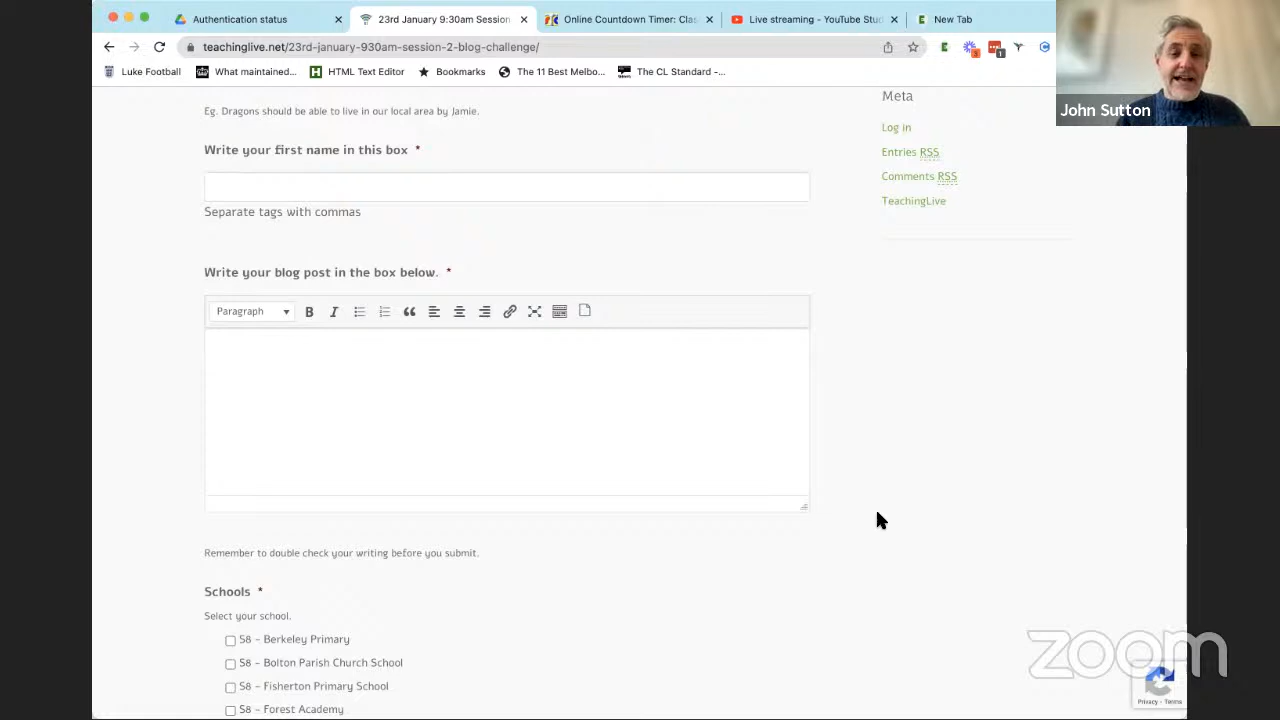 Authentication status
23rd January 9:30am Session
Online Countdown Timer: Clas
Live streaming - YouTube Stud
New Tab
teachinglive.net/23rd-january-930am-session-2-blog-challenge/
3
1
Luke Football
What maintained...
HTML Text Editor
Bookmarks
The 11 Best Melbo...
The CL Standard -...
John Sutton
Eg. Dragons should be able to live in our local area by Jamie.
Write your first name in this box *
Separate tags with commas
Write your blog post in the box below. *
Paragraph
B
I
Remember to double check your writing before you submit.
Schools *
Select your school.
S8 - Berkeley Primary
S8 - Bolton Parish Church School
S8 - Fisherton Primary School
S8 - Forest Academy
Meta
Log in
Entries RSS
Comments RSS
TeachingLive
zoom
Privacy - Terms